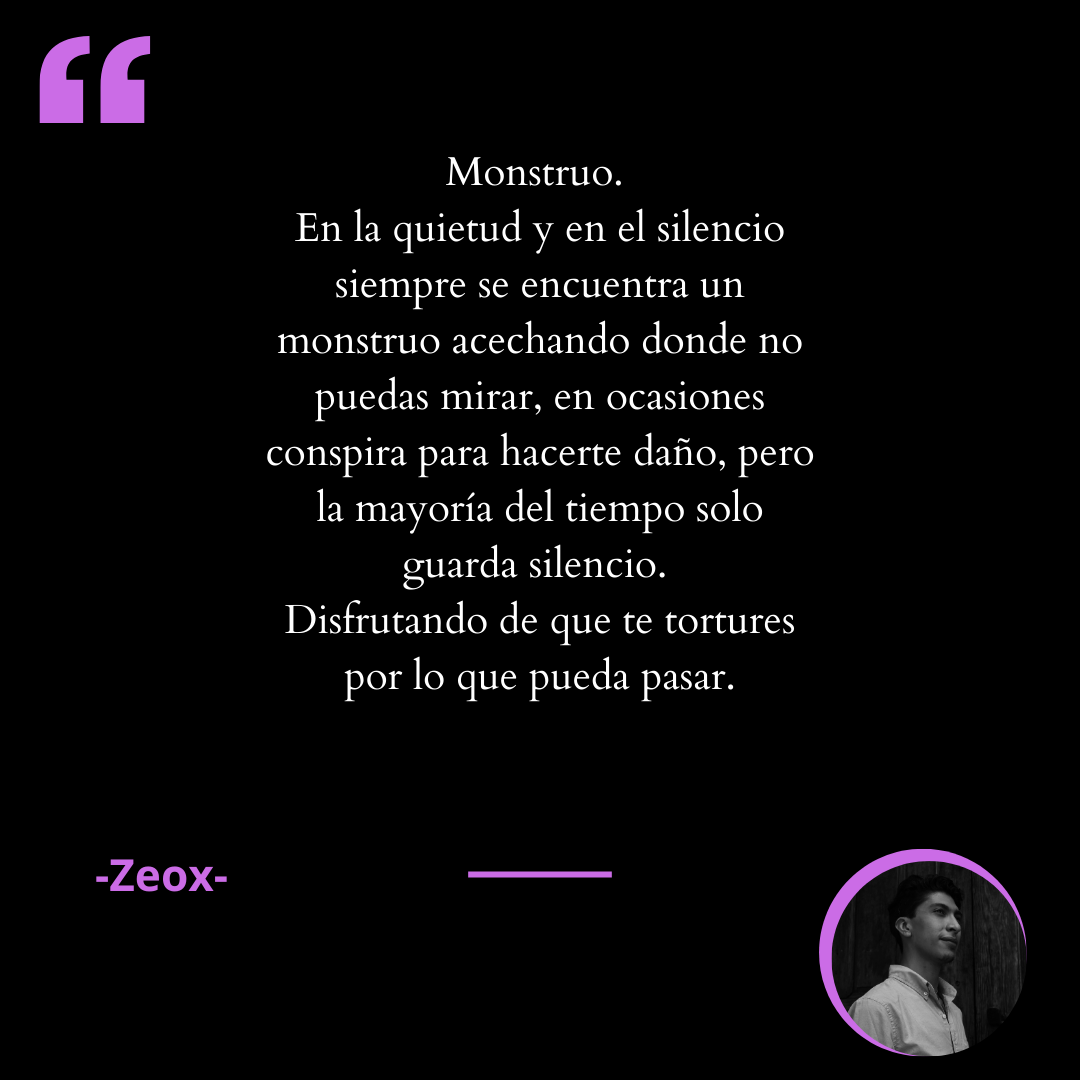 “
Monstruo.
En la quietud y en el silencio
siempre se encuentra un
monstruo acechando donde no
puedas mirar, en ocasiones
conspira para hacerte daño, pero
la mayoría del tiempo solo
guarda silencio.
Disfrutando de que te tortures
por lo que pueda pasar.
-Zeox-